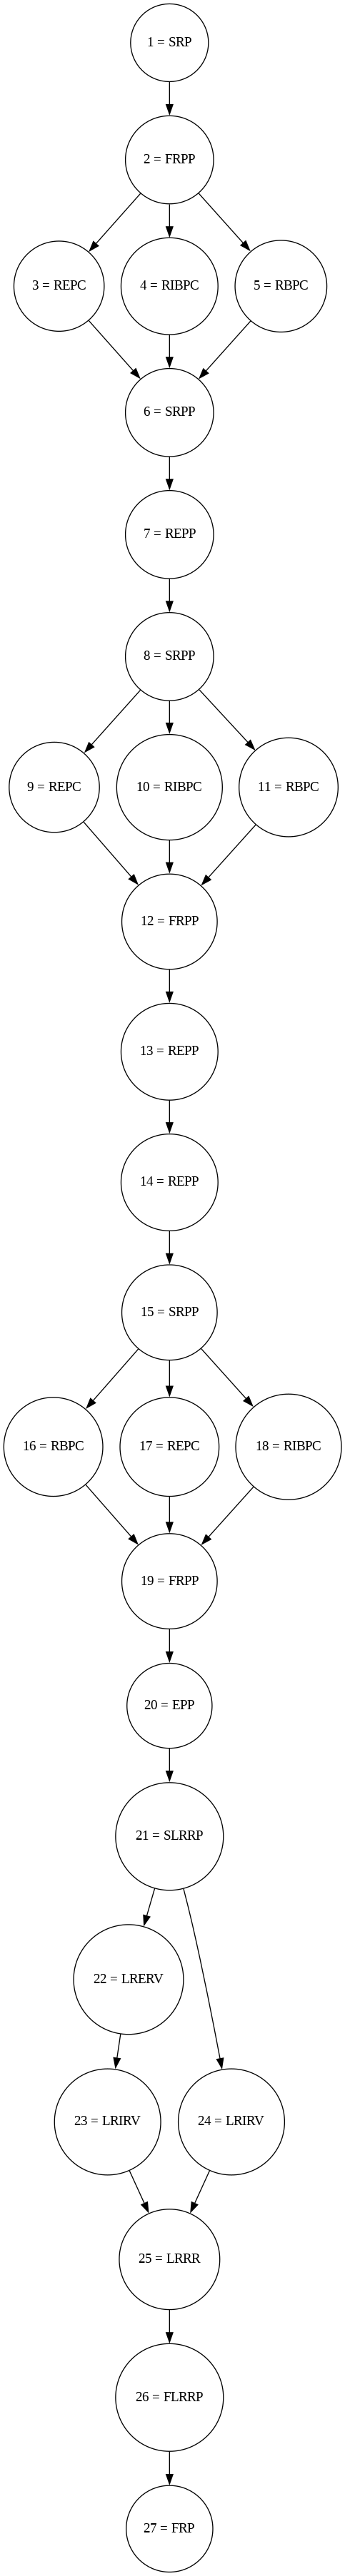 1 = SRP
2 = FRPP
3 = REPC
4 = RIBPC
5 = RBPC
6 = SRPP
7 = REPP
8 = SRPP
9 = REPC
10 = RIBPC
11 = RBPC
12 = FRPP
13 = REPP
14 = REPP
15 = SRPP
16 = RBPC
17 = REPC
18 = RIBPC
19 = FRPP
20 = EPP
21 = SLRRP
22 = LRERV
23 = LRIRV
24 = LRIRV
25 = LRRR
26 = FLRRP
27 = FRP